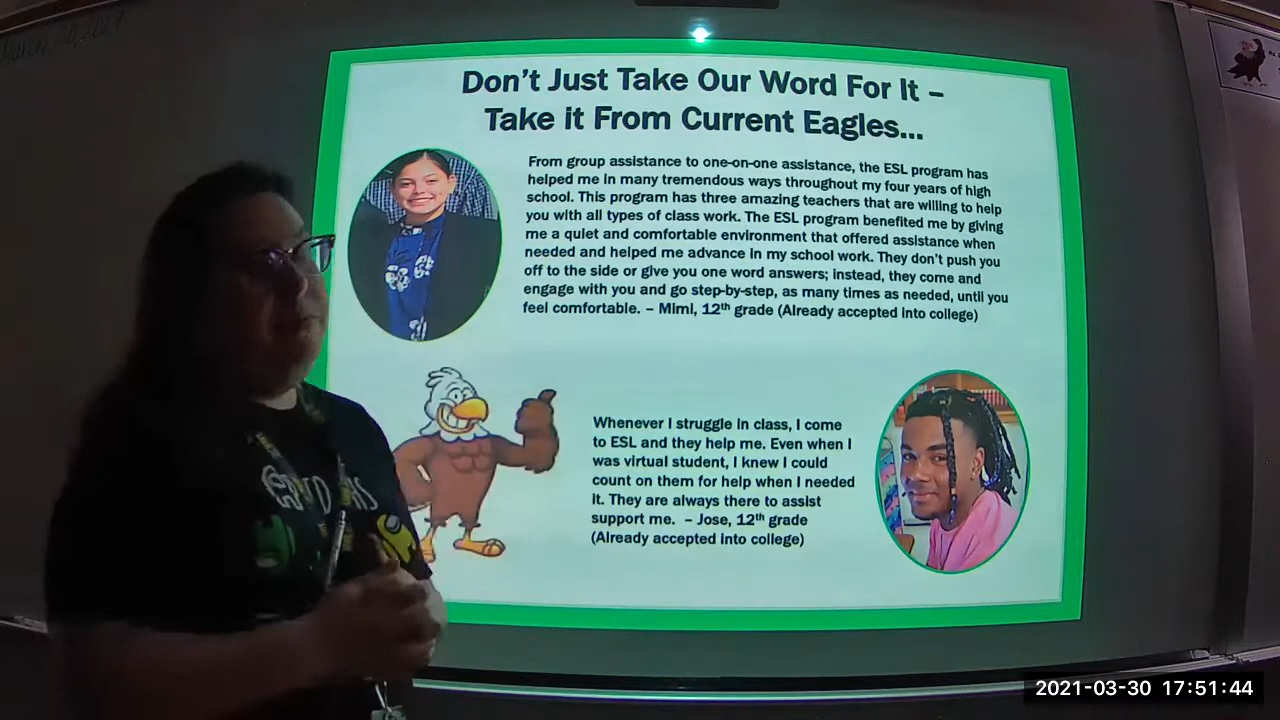 Don't Just Take Our Word For It –
Take it From Current Eagles...
From group assistance to one-on-one assistance, the ESL program has
helped me in many tremendous ways throughout my four years of high
school. This program has three amazing teachers that are willing to help
you with all types of class work. The ESL program benefited me by giving
me a quiet and comfortable environment that offered assistance when
needed and helped me advance in my school work. They don't push you
off to the side or give you one word answers; instead, they come and
engage with you and go step-by-step, as many times as needed, until you
feel comfortable. – Mimi, 12th grade (Already accepted into college)
Whenever I struggle in class, I come
to ESL and they help me. Even when I
was virtual student, I knew I could
count on them for help when I needed
it. They are always there to assist
support me. – Jose, 12th grade
(Already accepted into college)
2021-03-30 17:51:44